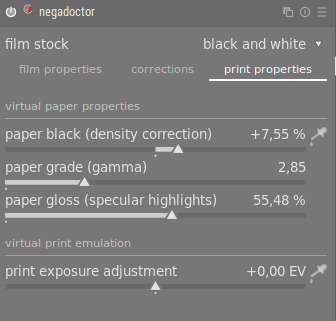 negadoctor
film stock black and white
film properties corrections print properties
virtual paper properties
paper black (density correction) +7,55 %
paper grade (gamma) 2,85
paper gloss (specular highlights) 55,48 %
virtual print emulation
print exposure adjustment +0,00 EV